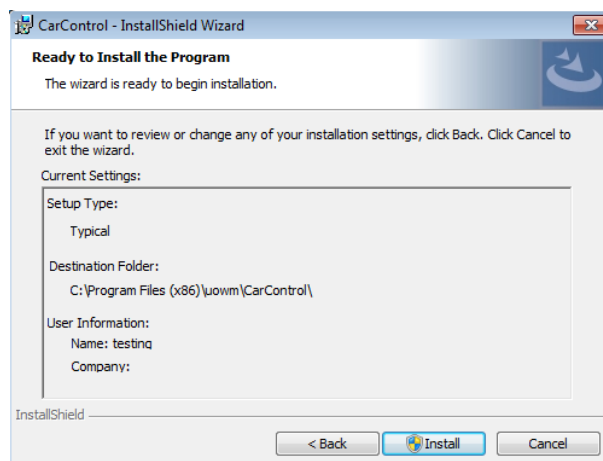 CarControl - InstallShield Wizard
Ready to Install the Program
The wizard is ready to begin installation.
If you want to review or change any of your installation settings, click Back. Click Cancel to
exit the wizard.
Current Settings:
Setup Type:
Typical
Destination Folder:
C:\Program Files (x86)\uowm\CarControl\
User Information:
Name: testing
Company:
InstallShield
< Back
Install
Cancel